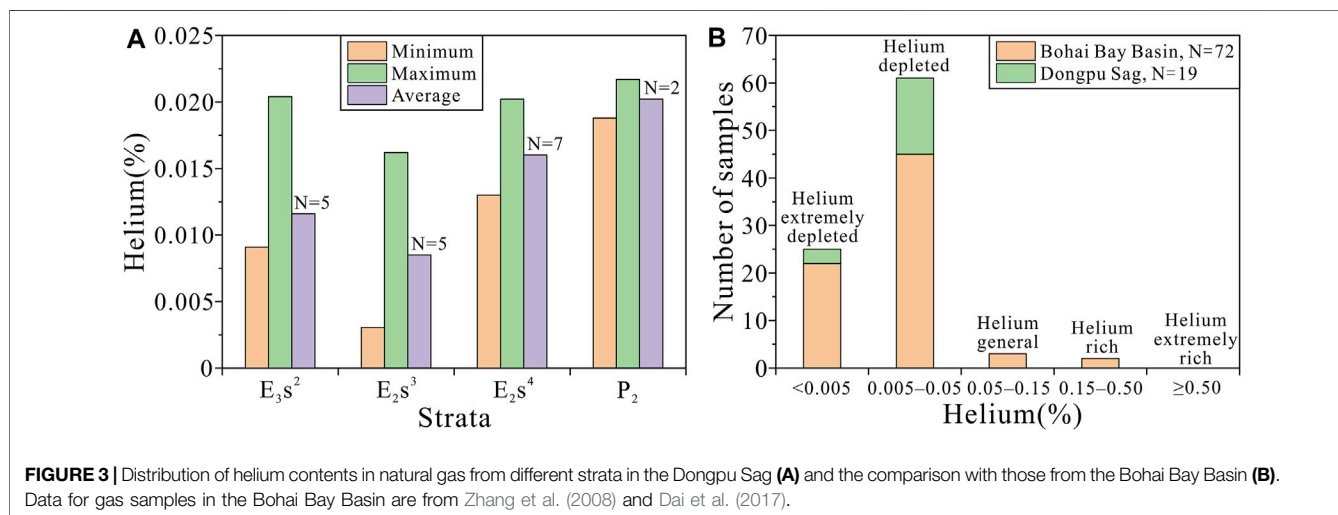 A
0.025
0.020
0.015
0.010
0.005
0
Helium(%)
Minimum
Maximum
Average
N=5
N=5
N=7
N=2
E₃s² E₂s³ E₂s⁴ P₂
Strata
B
70
60
50
40
30
20
10
0
Number of samples
Bohai Bay Basin, N=72
Dongpu Sag, N=19
Helium
extremely
depleted
Helium
depleted
Helium
general
Helium
rich
Helium
extremely
rich
<0.005 0.005–0.05 0.05–0.15 0.15–0.50 ≥0.50
Helium(%)
FIGURE 3 | Distribution of helium contents in natural gas from different strata in the Dongpu Sag (A) and the comparison with those from the Bohai Bay Basin (B).
Data for gas samples in the Bohai Bay Basin are from Zhang et al. (2008) and Dai et al. (2017).